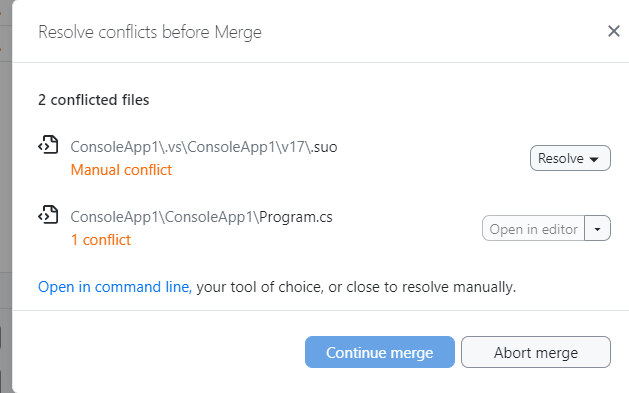 Resolve conflicts before Merge
2 conflicted files
ConsoleApp1\.vs\ConsoleApp1\v17\.suo
Manual conflict
Resolve
ConsoleApp1\ConsoleApp1\Program.cs
1 conflict
Open in editor
Open in command line, your tool of choice, or close to resolve manually.
Continue merge
Abort merge